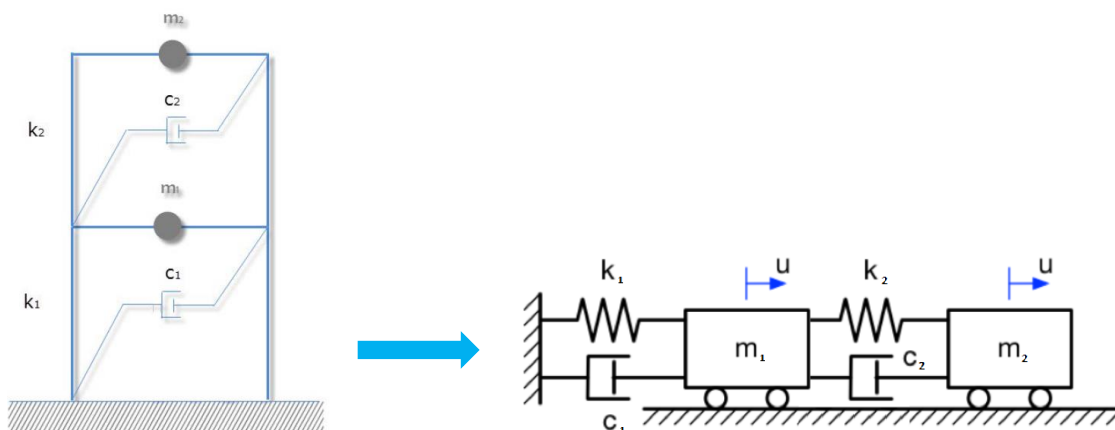 m₂
c₂
k₂
m₁
c₁
k₁
k₁
u
k₂
u
m₁
c₂
m₂
c₁